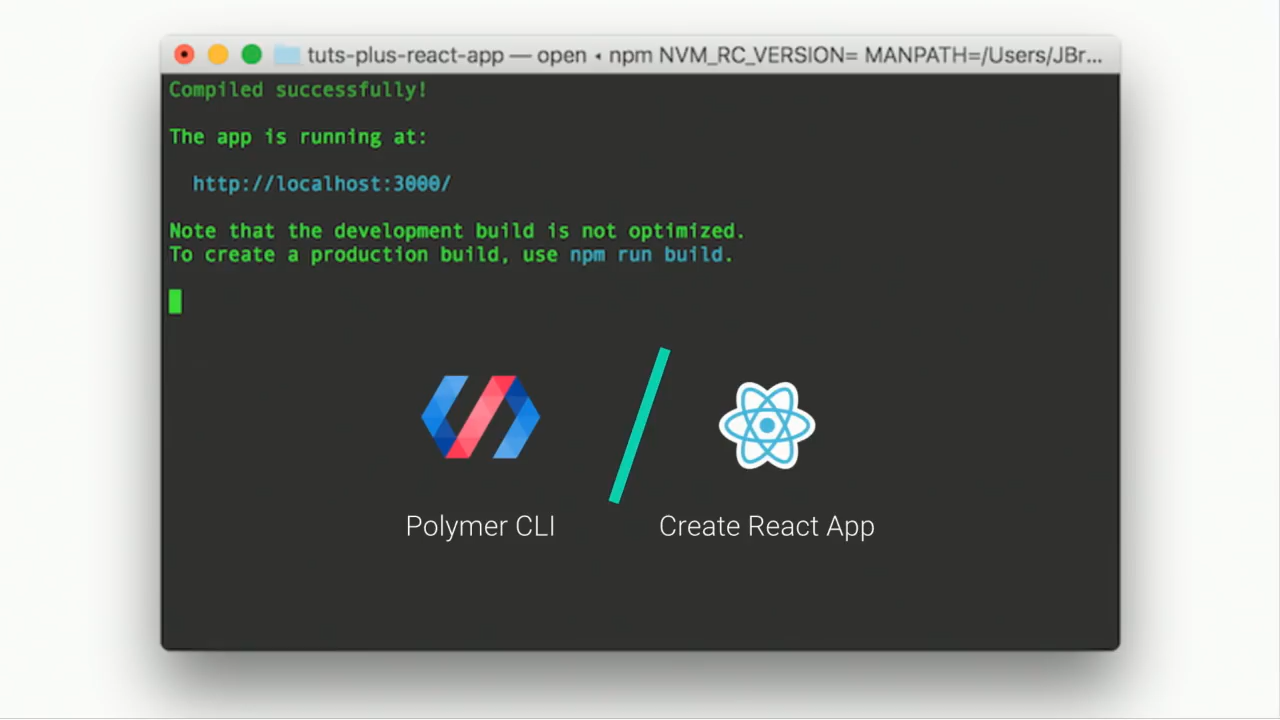 tuts-plus-react-app — open ◂ npm NVM_RC_VERSION= MANPATH=/Users/JBr...
Compiled successfully!
The app is running at:
http://localhost:3000/
Note that the development build is not optimized.
To create a production build, use npm run build.
Polymer CLI
Create React App